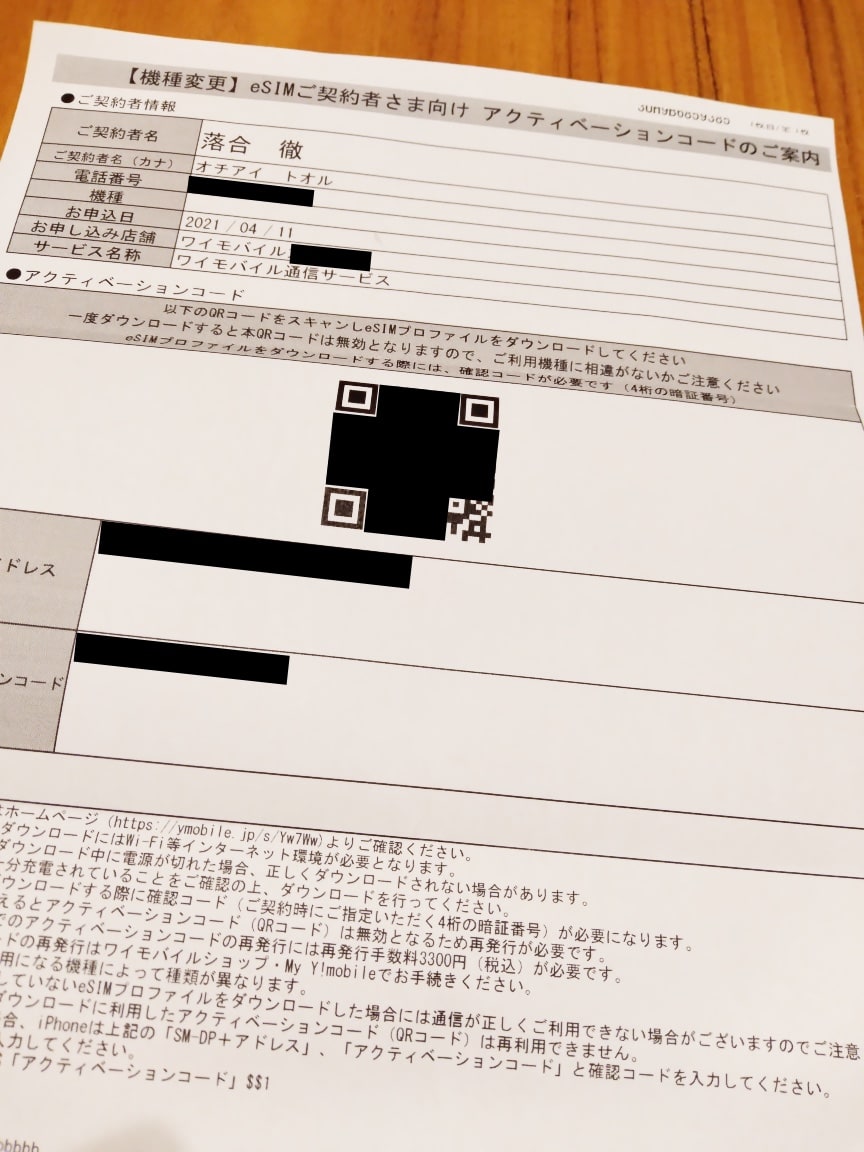 【機種変更】eSIMご契約者さま向け アクティベーションコードのご案内
●ご契約者情報
ご契約者名 落合 徹
ご契約者名（カナ） オチアイ トオル
電話番号
機種
お申込日 2021/04/11
お申し込み店舗 ワイモバイル
サービス名称 ワイモバイル通信サービス
●アクティベーションコード
以下のQRコードをスキャンしeSIMプロファイルをダウンロードしてください
一度ダウンロードすると本QRコードは無効となりますので、ご利用機種に相違がないかご注意ください
eSIMプロファイルをダウンロードする際には、確認コードが必要です（4桁の暗証番号）
ドレス
ンコード
はホームページ（https://ymobile.jp/s/Yw7Ww)よりご確認ください。
ダウンロードにはWi-Fi等インターネット環境が必要となります。
ダウンロード中に電源が切れた場合、正しくダウンロードされない場合があります。
分充電されていることをご確認の上、ダウンロードを行ってください。
ウンロードする際に確認コード（ご契約時にご指定いただく4桁の暗証番号）が必要になります。
えるとアクティベーションコード（QRコード）は無効となるため再発行が必要です。
でのアクティベーションコードの再発行には再発行手数料3300円（税込）が必要です。
ードの再発行はワイモバイルショップ・My Y!mobileでお手続きください。
用になる機種によって種類が異なります。
していないeSIMプロファイルをダウンロードした場合には通信が正しくご利用できない場合がございますのでご注意
ダウンロードに利用したアクティベーションコード（QRコード）は再利用できません。
合、iPhoneは上記の「SM-DP＋アドレス」、「アクティベーションコード」と確認コードを入力してください。
入力してください。
「アクティベーションコード」$$1